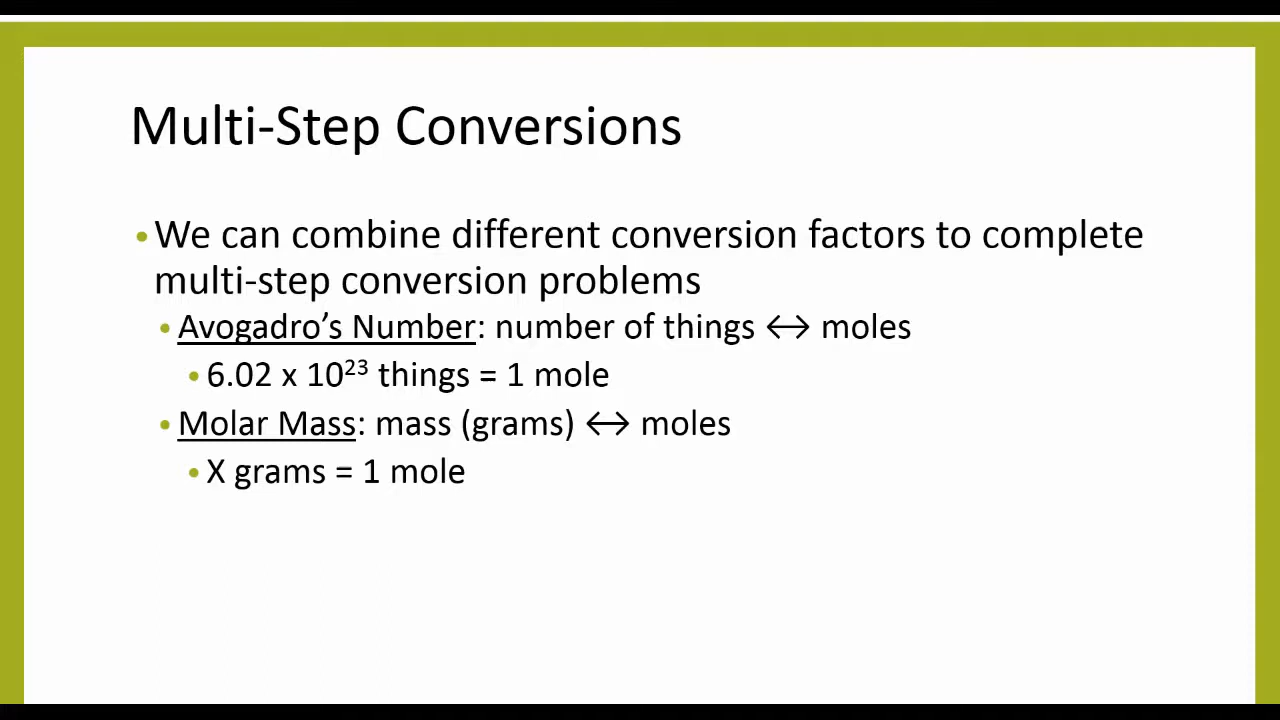 Multi-Step Conversions
•We can combine different conversion factors to complete
multi-step conversion problems
•Avogadro’s Number: number of things ↔ moles
•6.02 x 10²³ things = 1 mole
•Molar Mass: mass (grams) ↔ moles
•X grams = 1 mole